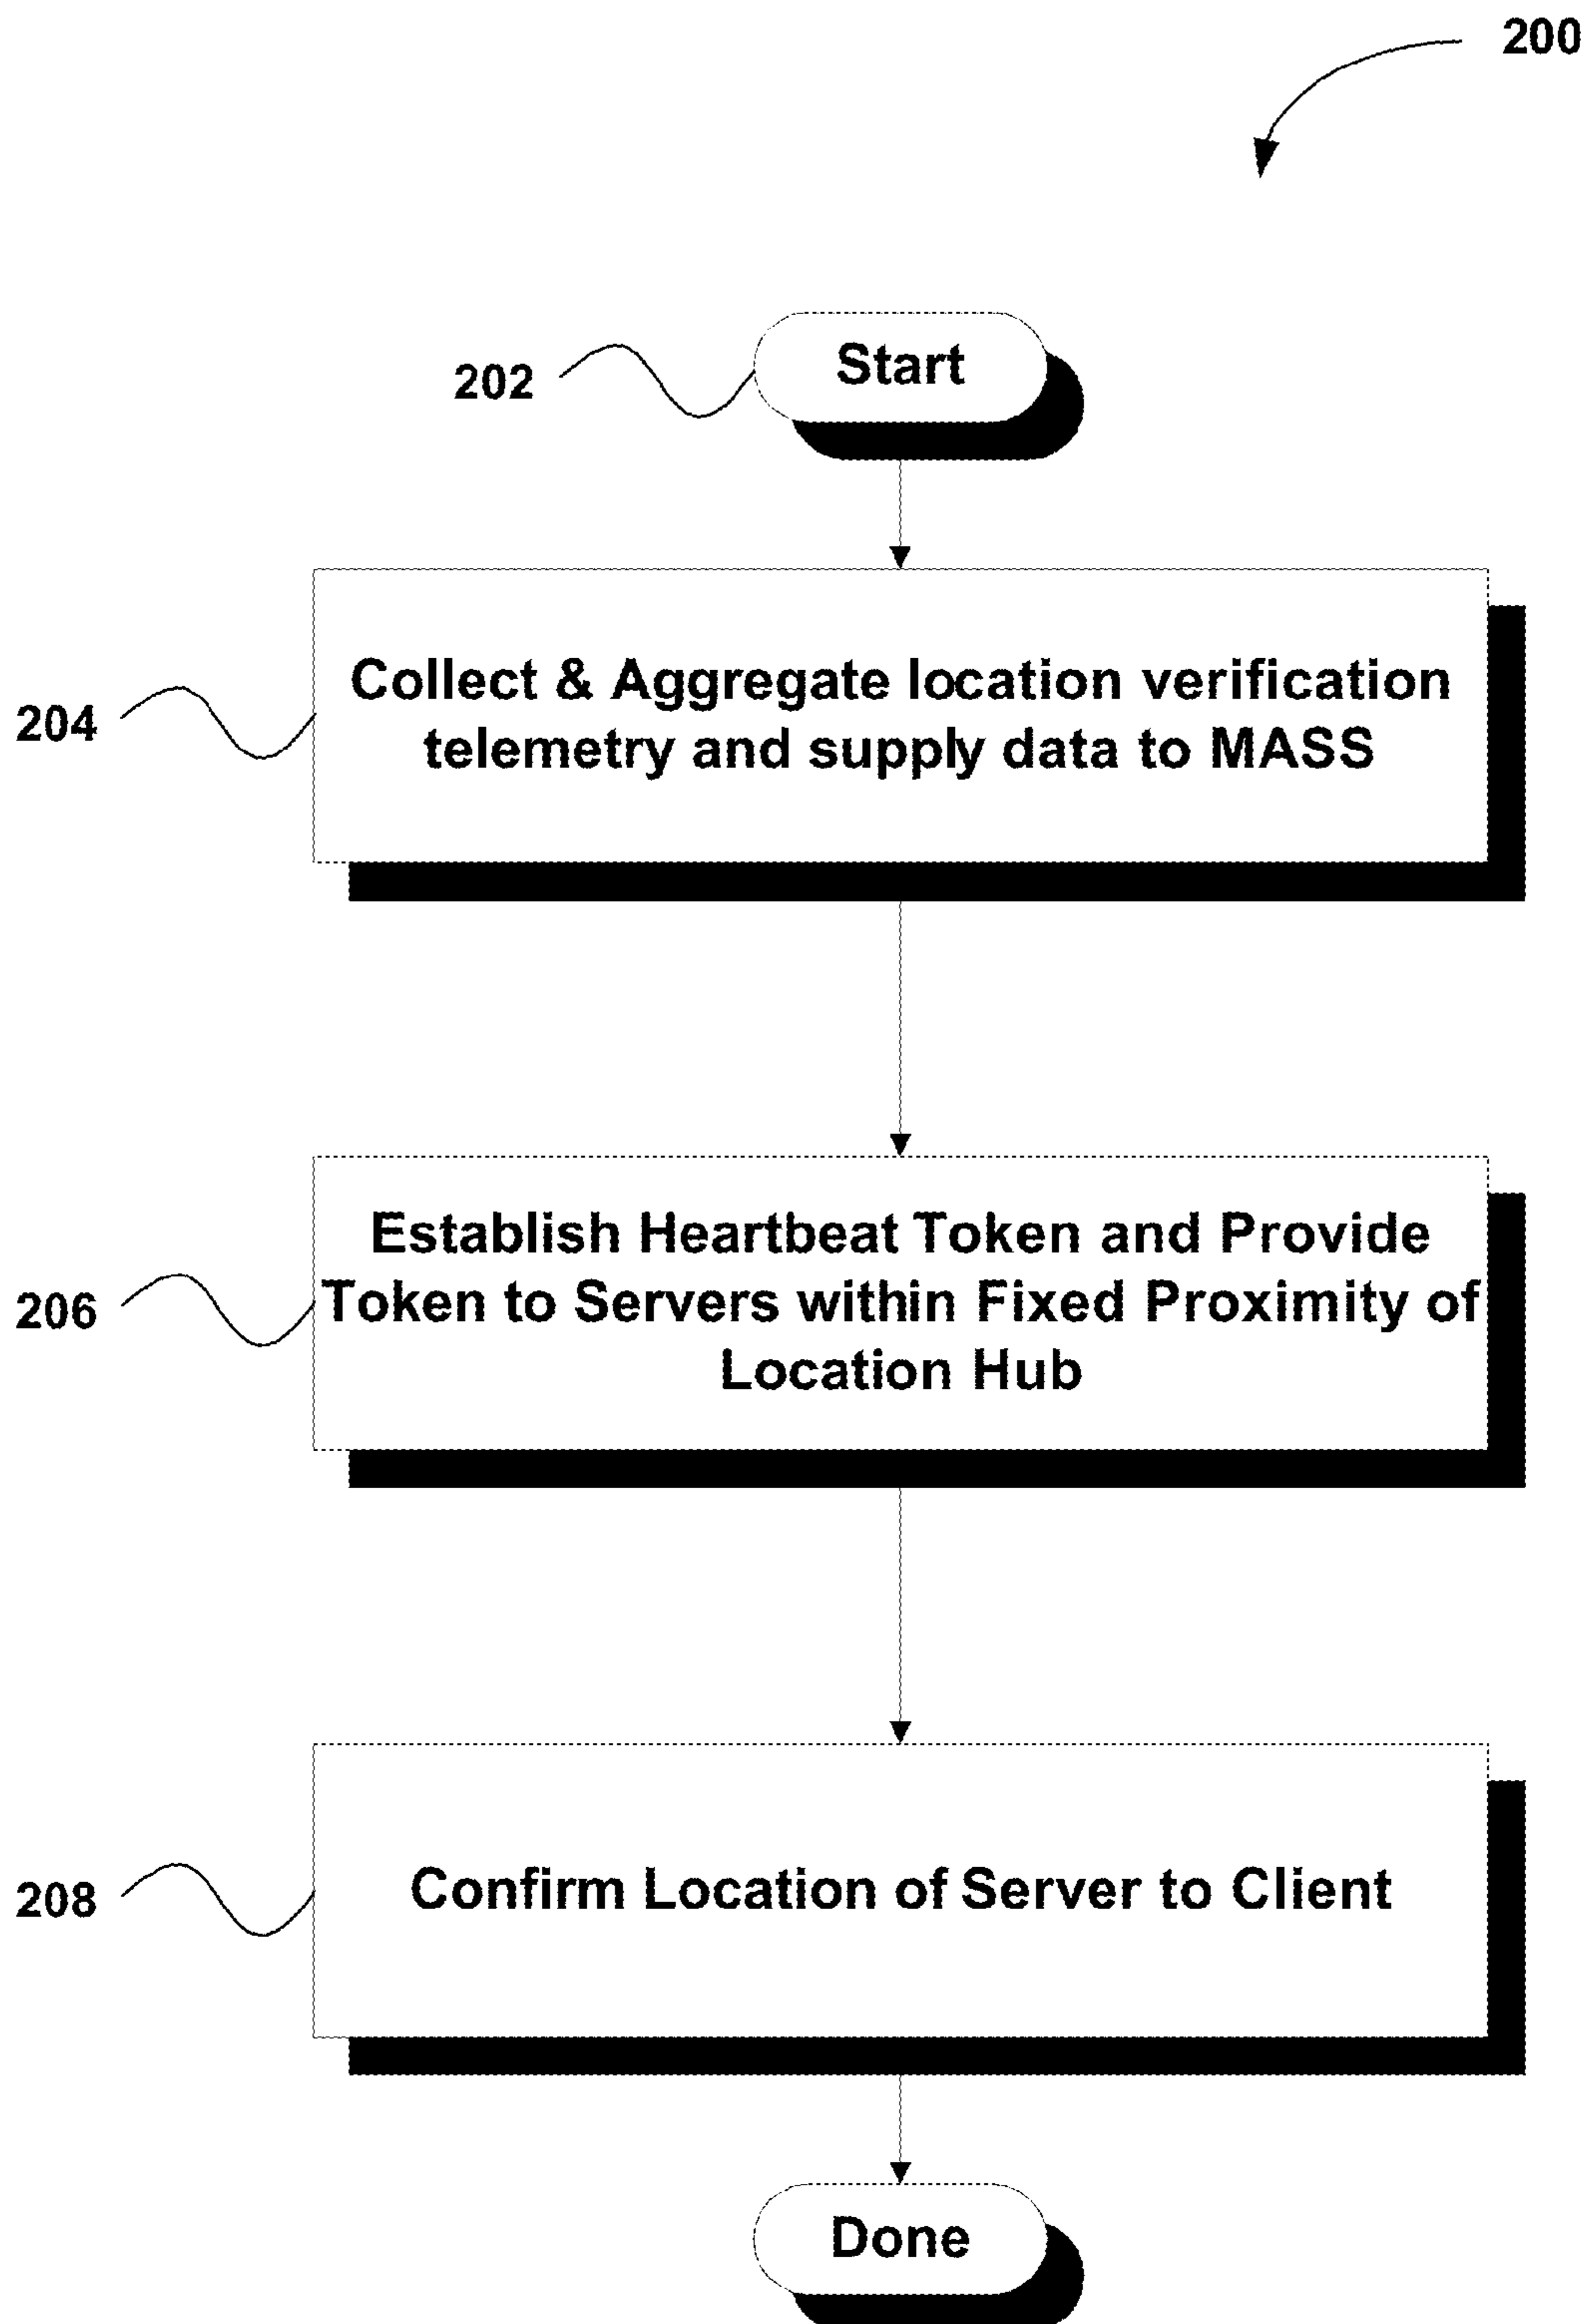 200
202
Start
204
Collect & Aggregate location verification
telemetry and supply data to MASS
206
Establish Heartbeat Token and Provide
Token to Servers within Fixed Proximity of
Location Hub
208
Confirm Location of Server to Client
Done